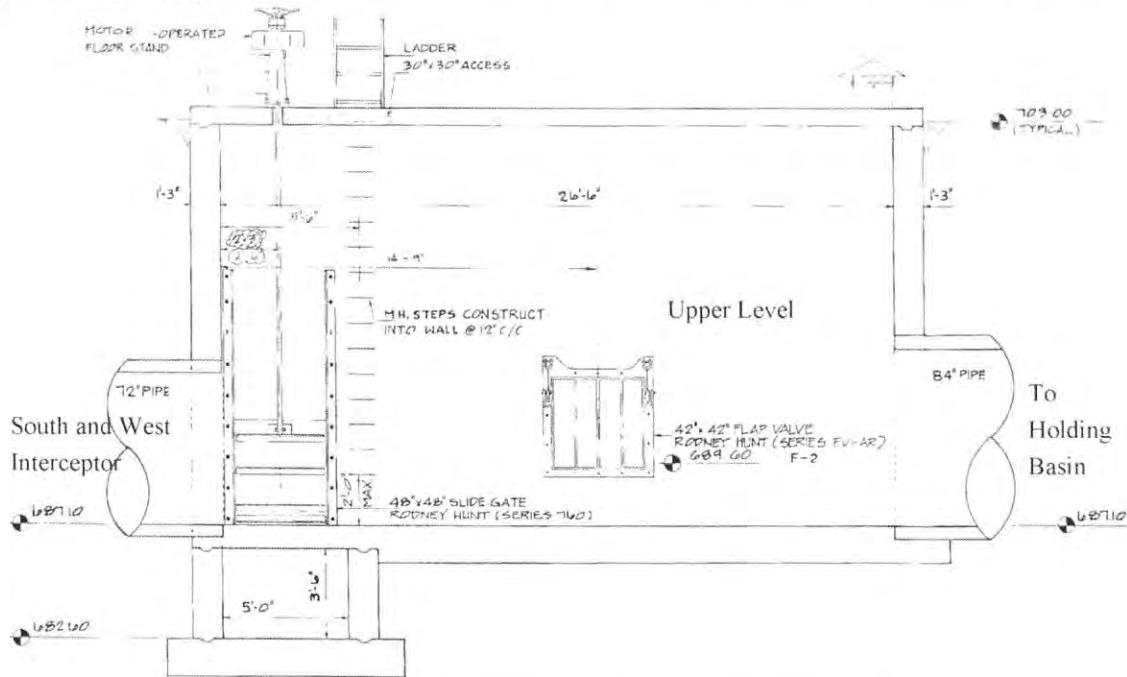 MOTOR -OPERATED
FLOOR STAND
LADDER
30"x30" ACCESS
703.00
(TYPICAL)
1'-3"
26'-6"
1'-3"
5'-6"
14'-9"
MH. STEPS CONSTRUCT
INTO WALL @ 12" C/C
Upper Level
72" PIPE
84" PIPE
South and West
Interceptor
To
Holding
Basin
42"x 42" FLAP VALVE
RODNEY HUNT (SERIES FV-AR)
689.60 F-2
2'-0"
MAX.
48"x48" SLIDE GATE
RODNEY HUNT (SERIES 760)
687.10
687.10
5'-0"
3'-6"
682.60